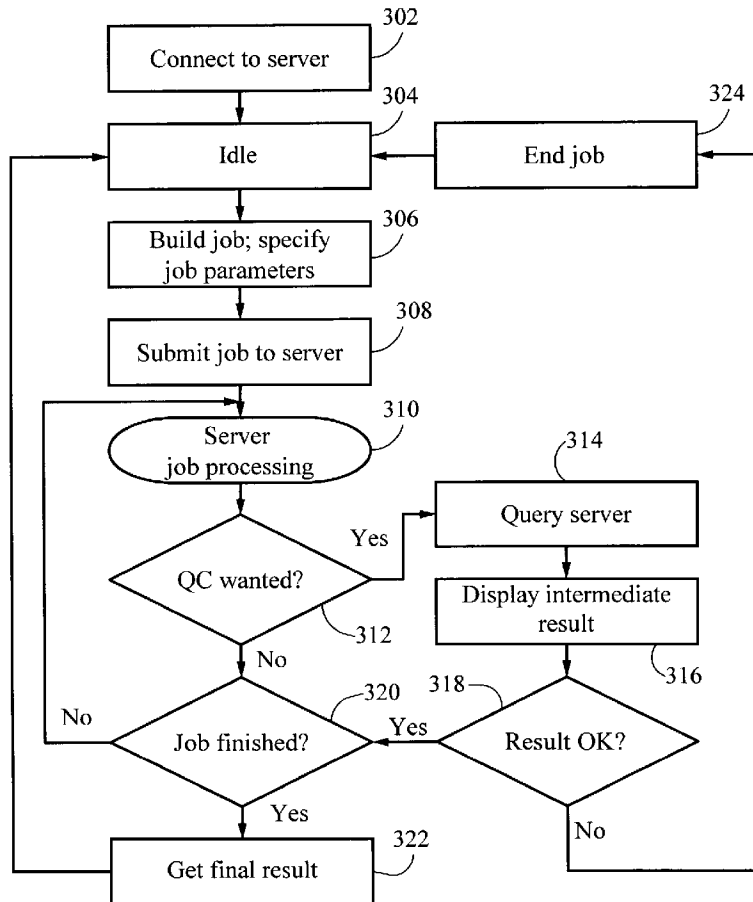 302
Connect to server
304
Idle
324
End job
306
Build job; specify
job parameters
308
Submit job to server
310
Server
job processing
314
Query server
Yes
QC wanted?
312
Display intermediate
result
316
No
320
318
No
Job finished?
Yes
Result OK?
Yes
No
322
Get final result